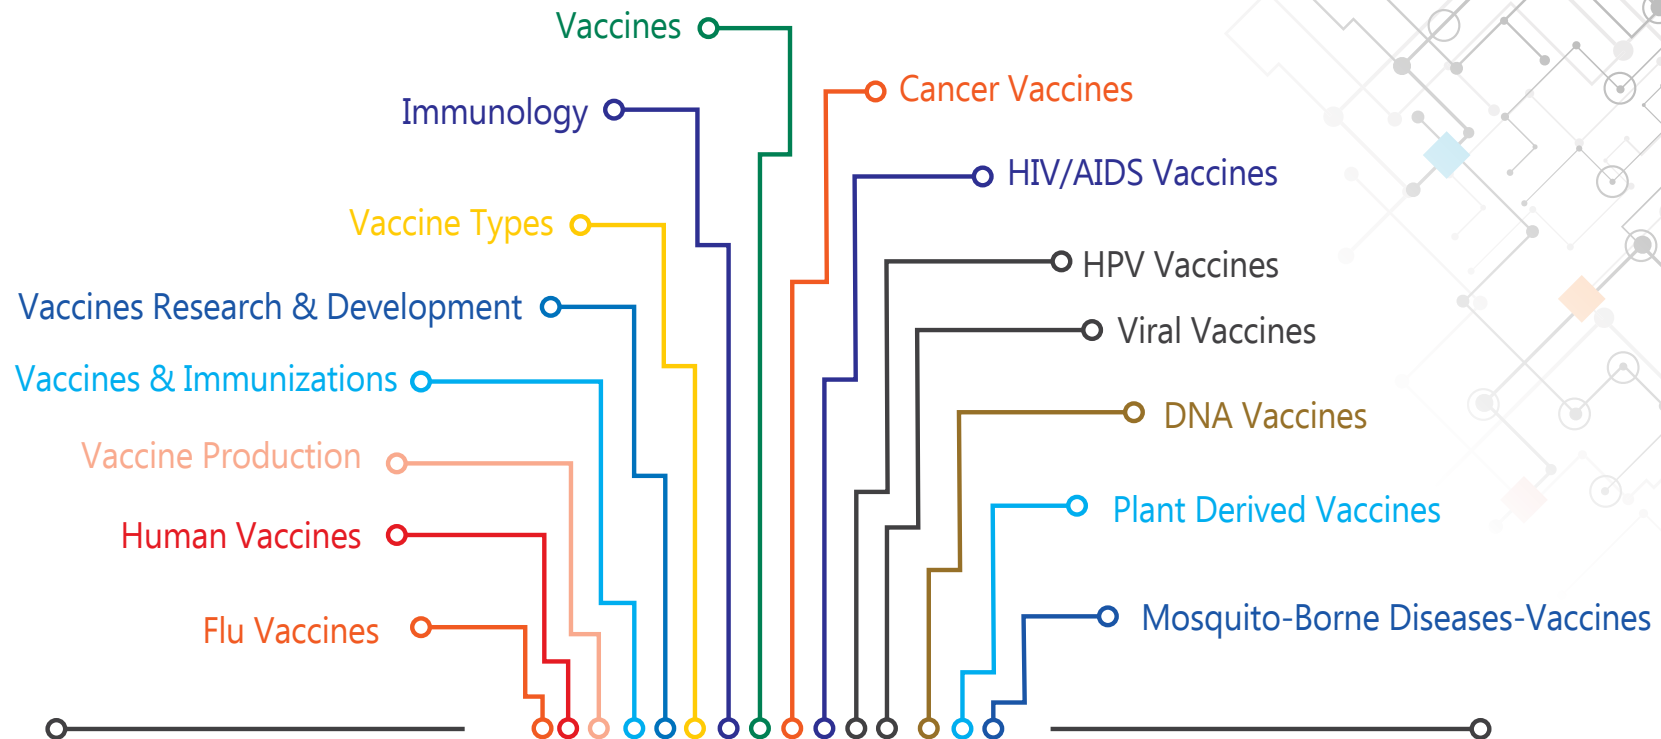 Vaccines
Cancer Vaccines
Immunology
HIV/AIDS Vaccines
Vaccine Types
HPV Vaccines
Vaccines Research & Development
Viral Vaccines
Vaccines & Immunizations
DNA Vaccines
Vaccine Production
Plant Derived Vaccines
Human Vaccines
Flu Vaccines
Mosquito-Borne Diseases-Vaccines